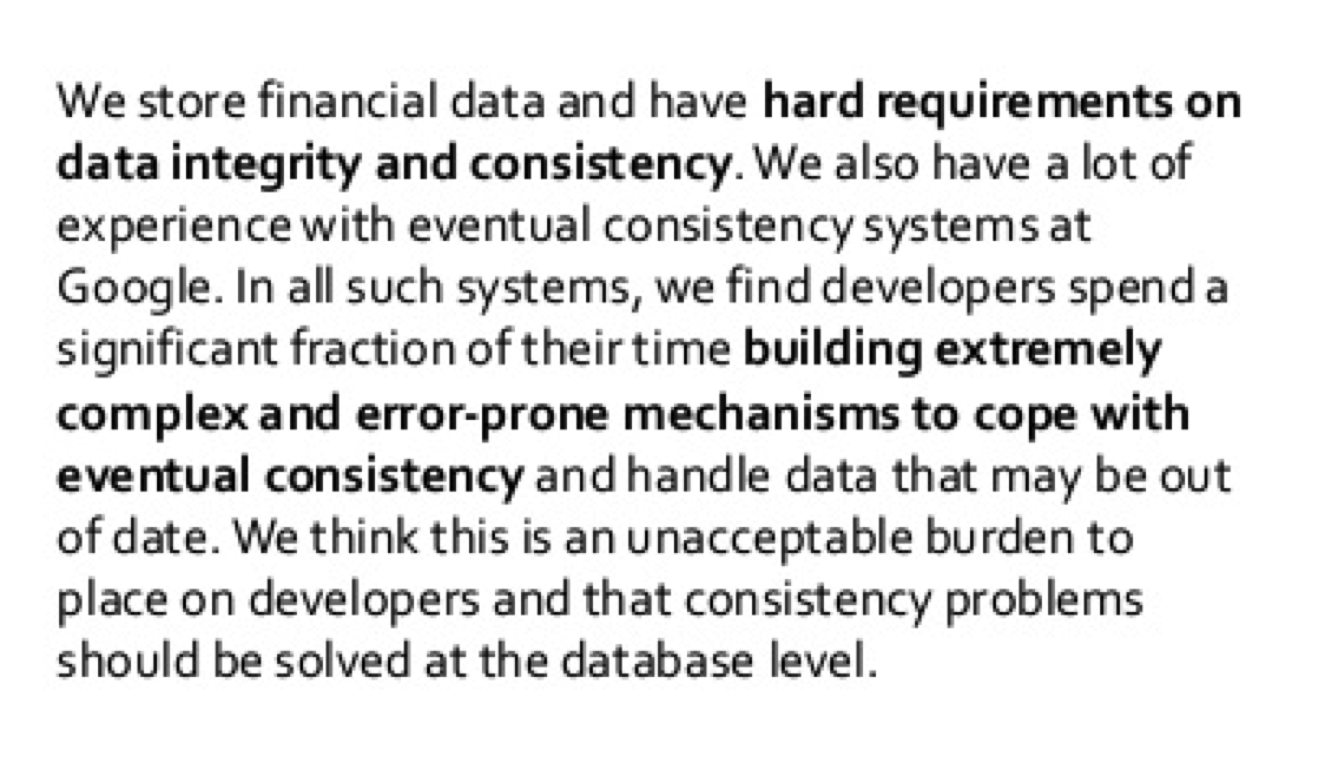 We store financial data and have hard requirements on
data integrity and consistency. We also have a lot of
experience with eventual consistency systems at
Google. In all such systems, we find developers spend a
significant fraction of their time building extremely
complex and error-prone mechanisms to cope with
eventual consistency and handle data that may be out
of date. We think this is an unacceptable burden to
place on developers and that consistency problems
should be solved at the database level.